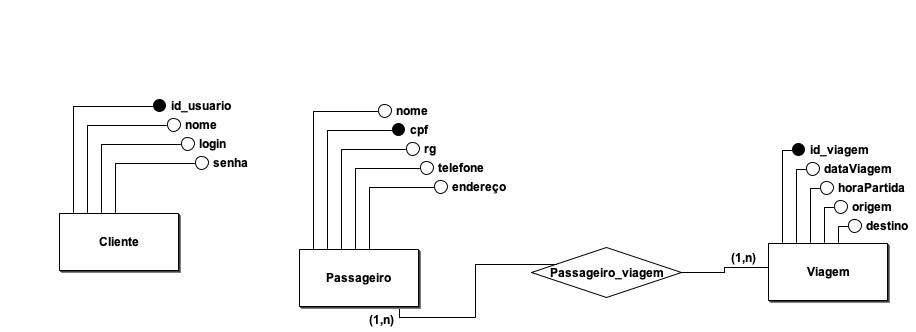 id_usuario
nome
login
senha
Cliente
nome
cpf
rg
telefone
endereço
Passageiro
(1,n)
Passageiro_viagem
(1,n)
id_viagem
dataViagem
horaPartida
origem
destino
Viagem